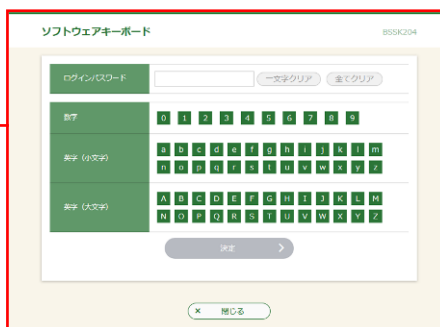 ソフトウェアキーボード BSSK204
ログインパスワード 一文字クリア 全てクリア
数字 0 1 2 3 4 5 6 7 8 9
英字 (小文字) a b c d e f g h i j k l m
n o p q r s t u v w x y z
英字 (大文字) A B C D E F G H I J K L M
N O P Q R S T U V W X Y Z
決定
× 閉じる